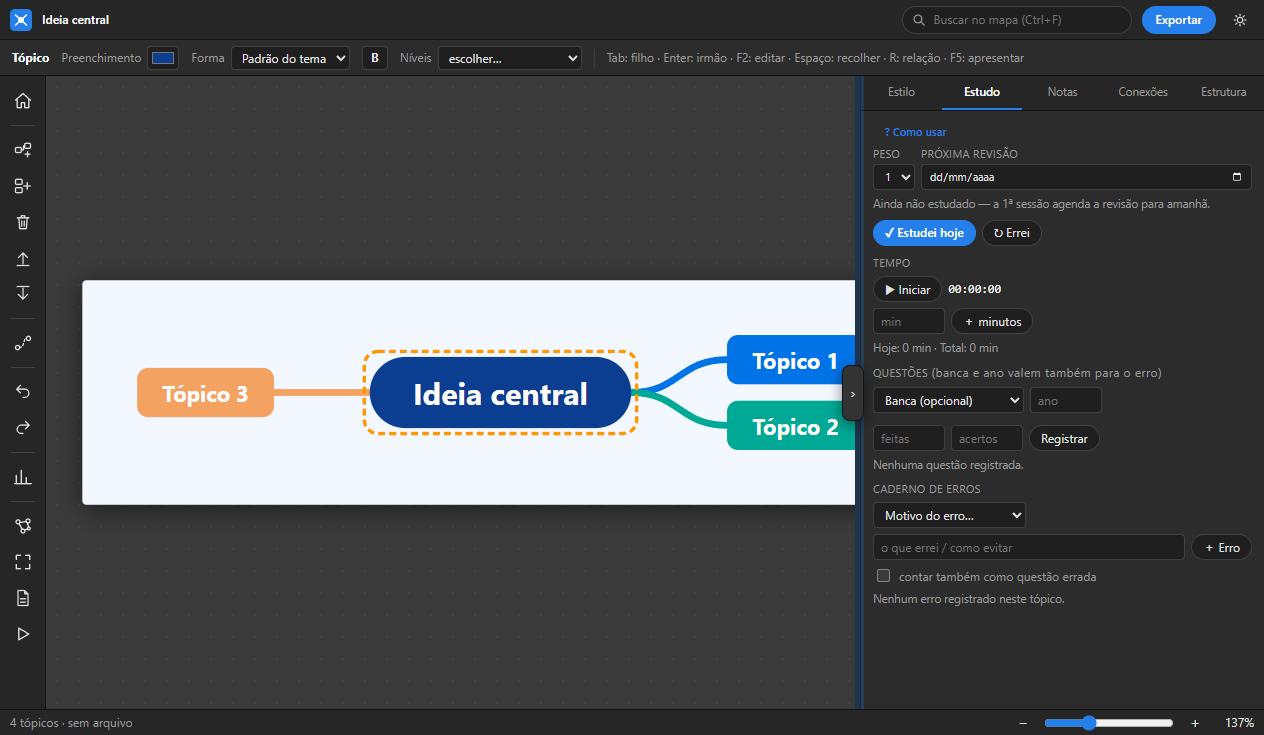 Ideia central
Buscar no mapa (Ctrl+F)
Exportar
Tópico
Preenchimento
Forma
Padrão do tema
B
Níveis
escolher...
Tab: filho · Enter: irmão · F2: editar · Espaço: recolher · R: relação · F5: apresentar
Estilo
Estudo
Notas
Conexões
Estrutura
? Como usar
PESO
PRÓXIMA REVISÃO
1
dd/mm/aaaa
Ainda não estudado — a 1ª sessão agenda a revisão para amanhã.
✓ Estudei hoje
↻ Errei
TEMPO
▶ Iniciar
00:00:00
min
+ minutos
Hoje: 0 min · Total: 0 min
QUESTÕES (banca e ano valem também para o erro)
Banca (opcional)
ano
feitas
acertos
Registrar
Nenhuma questão registrada.
CADERNO DE ERROS
Motivo do erro...
o que errei / como evitar
+ Erro
contar também como questão errada
Nenhum erro registrado neste tópico.
Tópico 3
Ideia central
Tópico 1
Tópico 2
›
4 tópicos · sem arquivo
−
+
137%